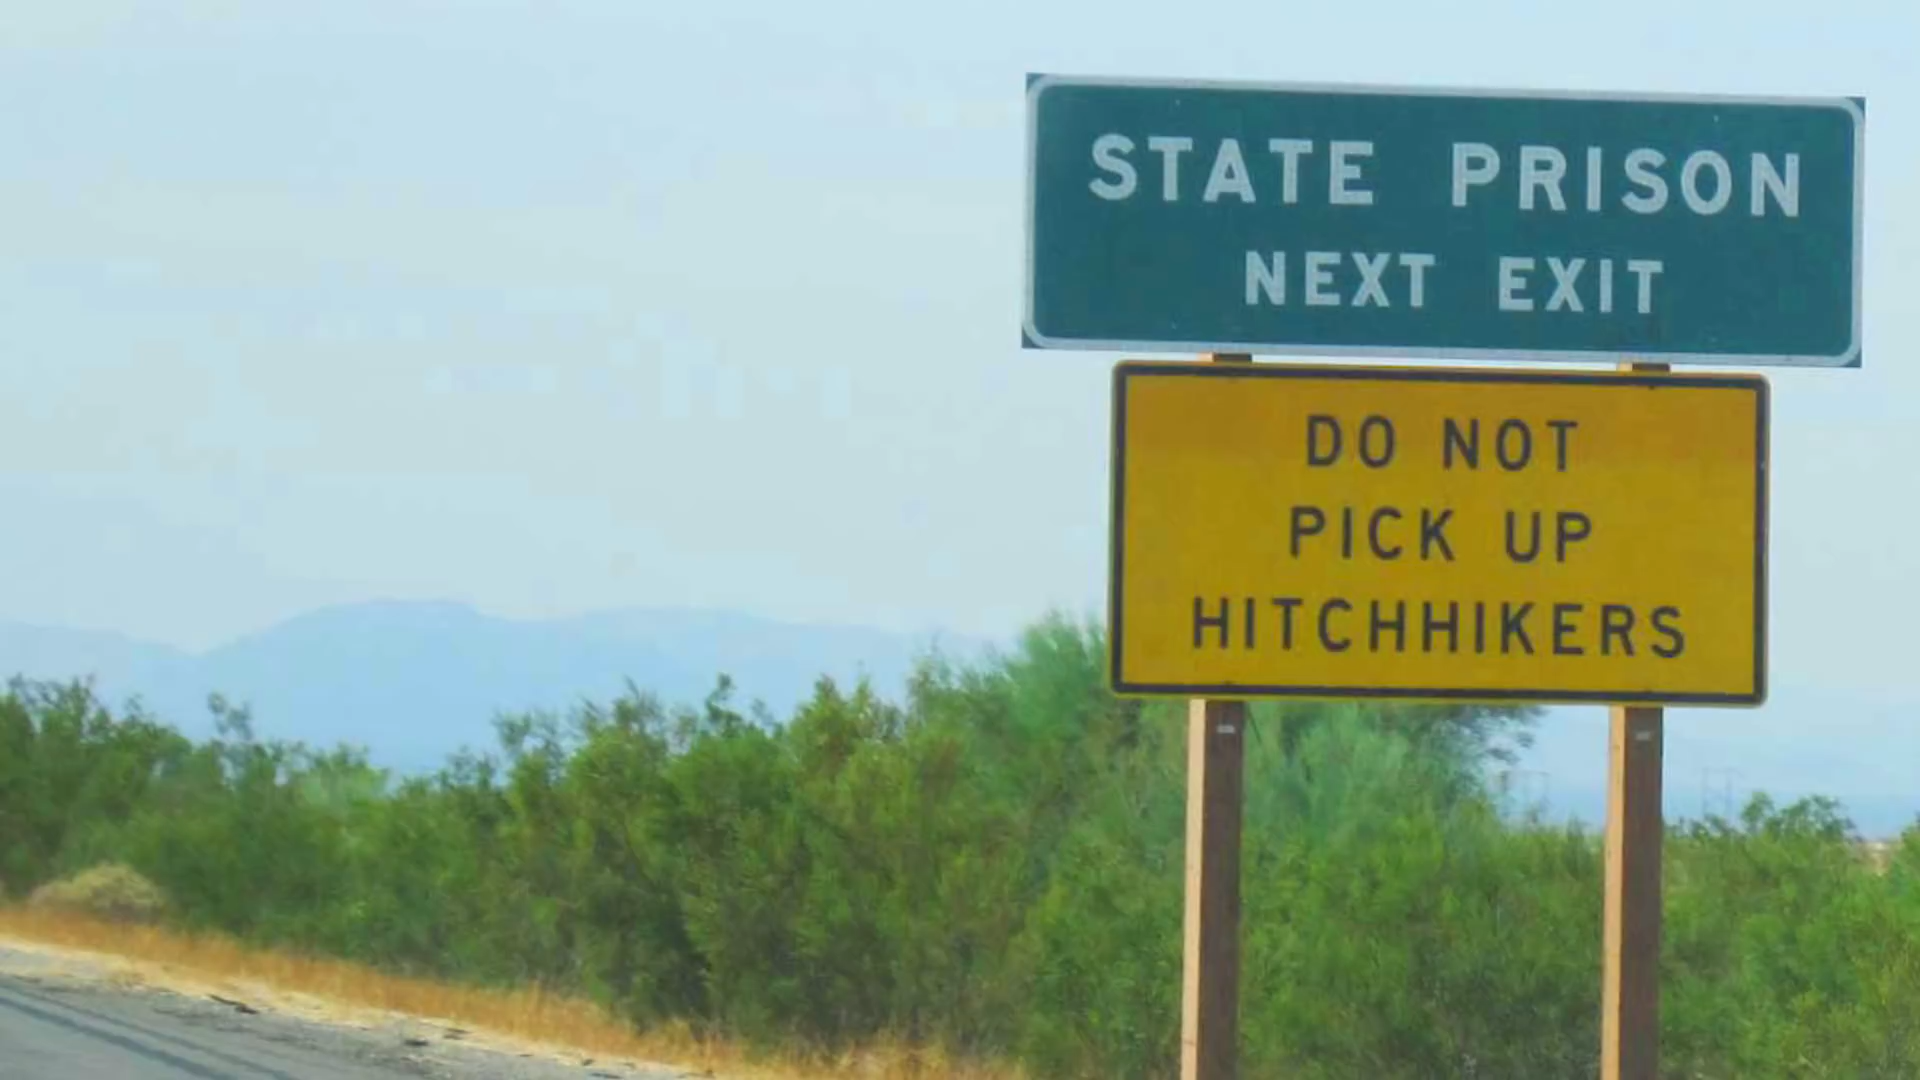 STATE PRISON
NEXT EXIT
DO NOT
PICK UP
HITCHHIKERS